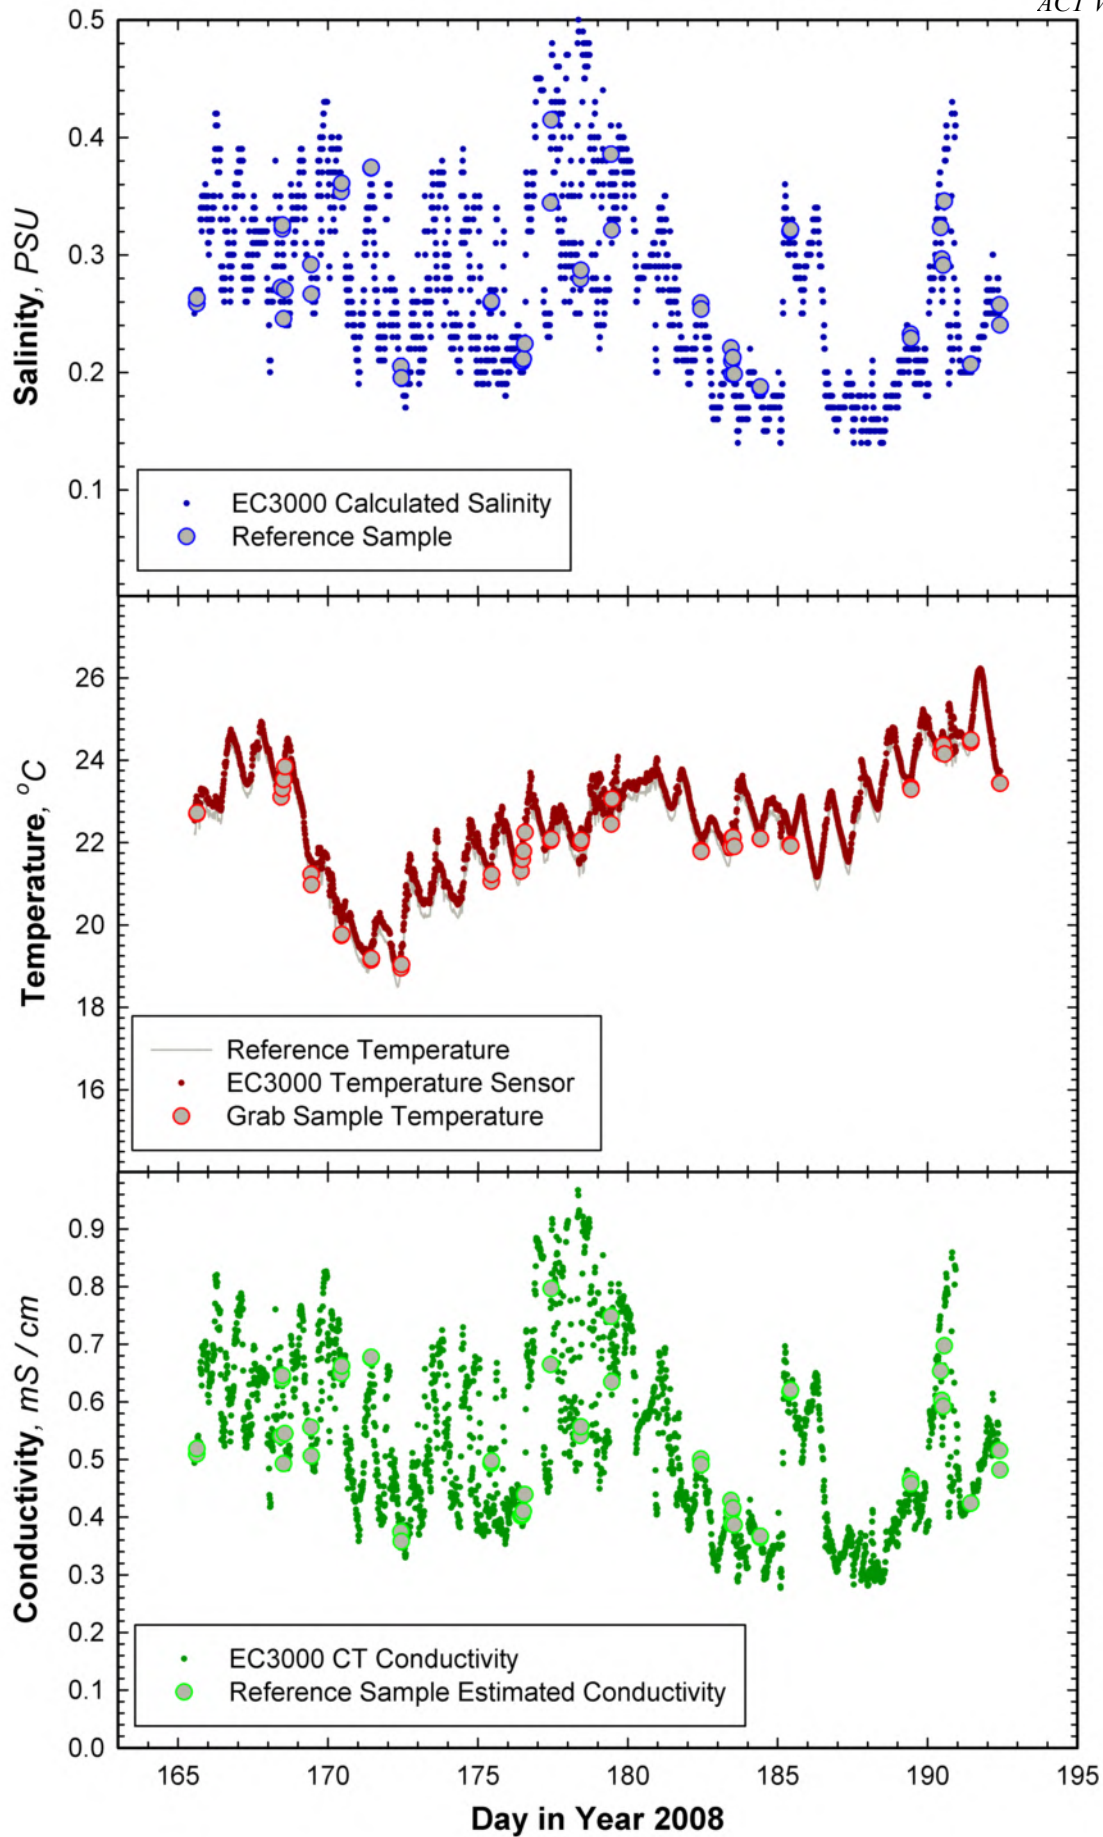 ACT
0.5
0.4
0.3
0.2
0.1
Salinity, PSU
EC3000 Calculated Salinity
Reference Sample
26
24
22
20
18
16
Temperature, °C
Reference Temperature
EC3000 Temperature Sensor
Grab Sample Temperature
0.9
0.8
0.7
0.6
0.5
0.4
0.3
0.2
0.1
0.0
Conductivity, mS / cm
EC3000 CT Conductivity
Reference Sample Estimated Conductivity
165 170 175 180 185 190 195
Day in Year 2008